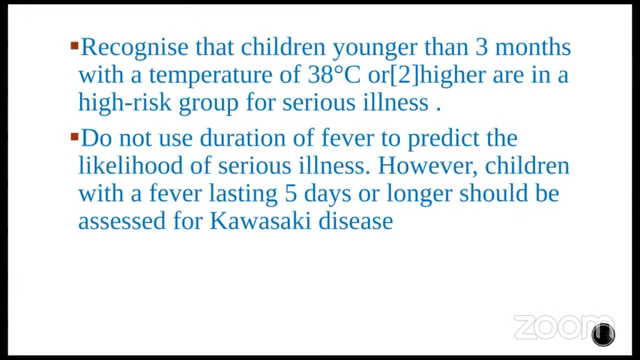 Recognise that children younger than 3 months
with a temperature of 38°C or[2]higher are in a
high-risk group for serious illness .
Do not use duration of fever to predict the
likelihood of serious illness. However, children
with a fever lasting 5 days or longer should be
assessed for Kawasaki disease
zoom